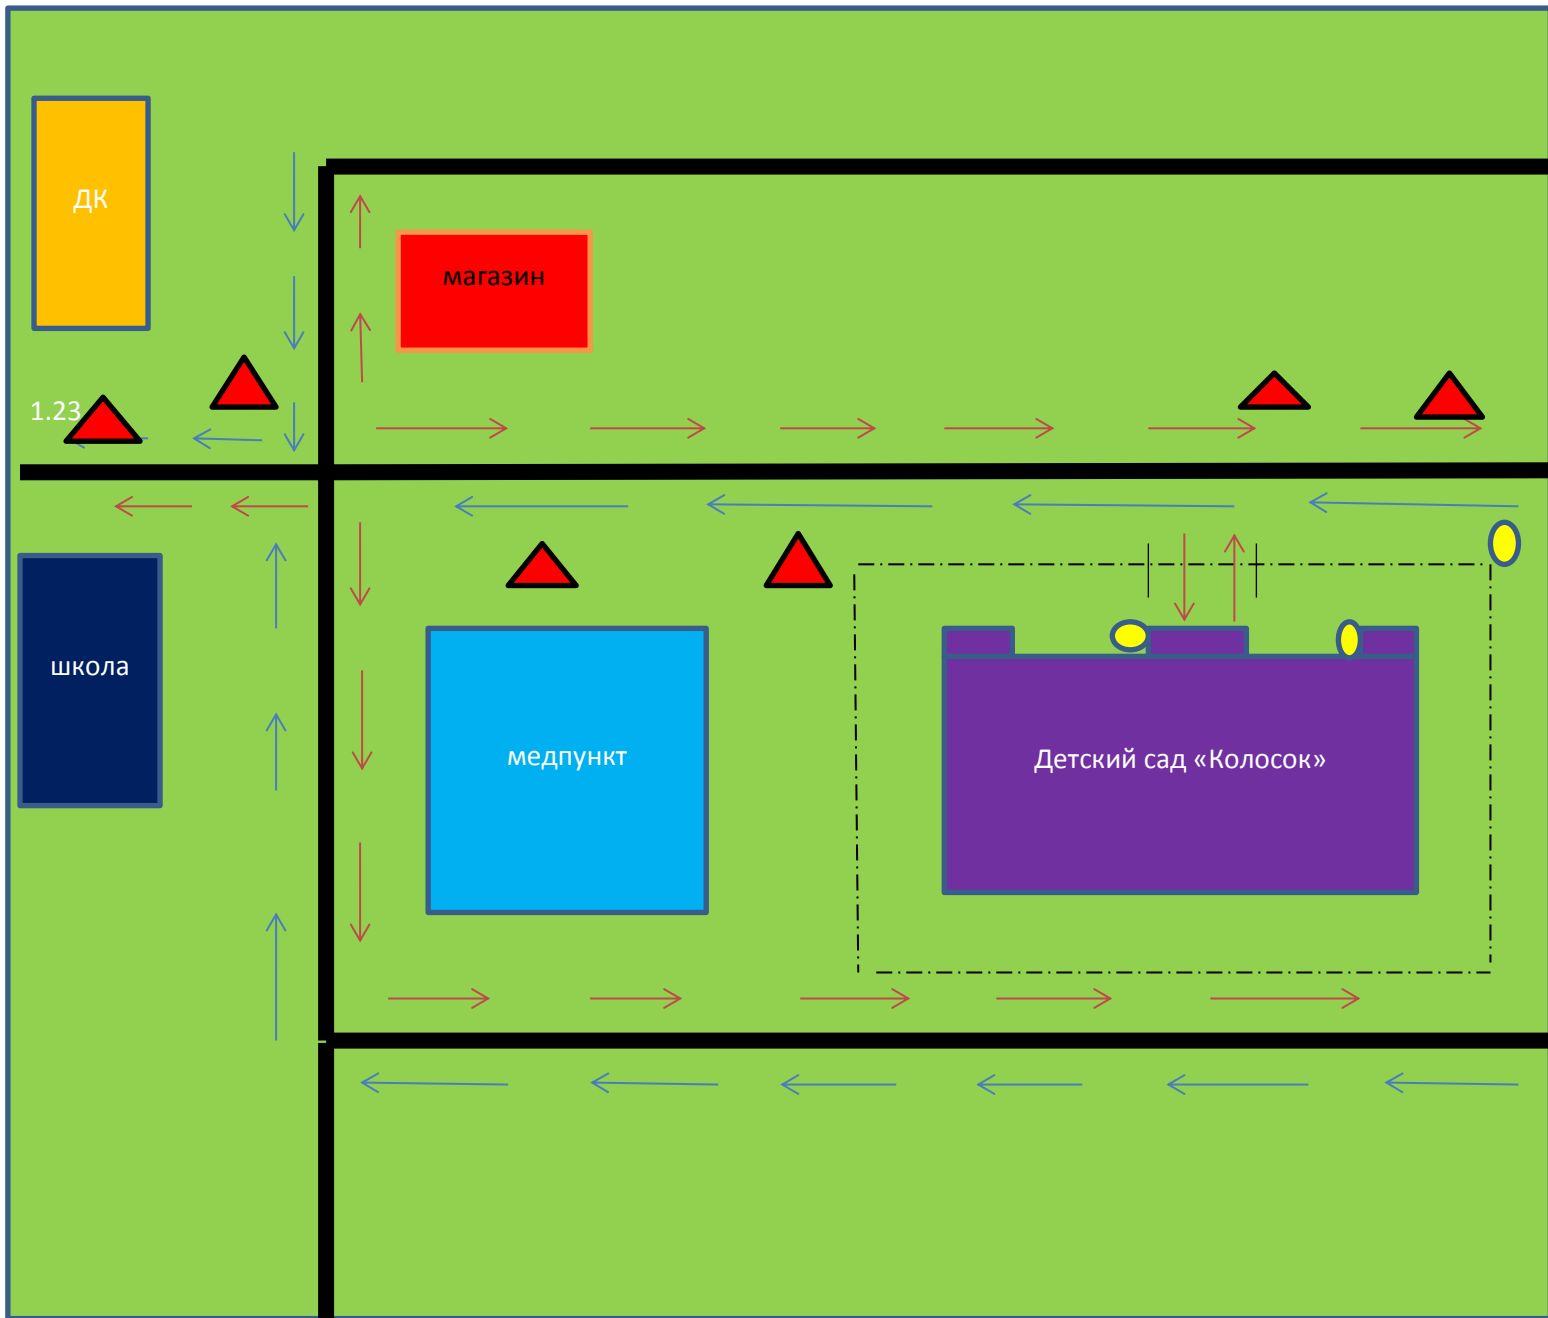 ДК
магазин
1.23
школа
медпункт
Детский сад «Колосок»